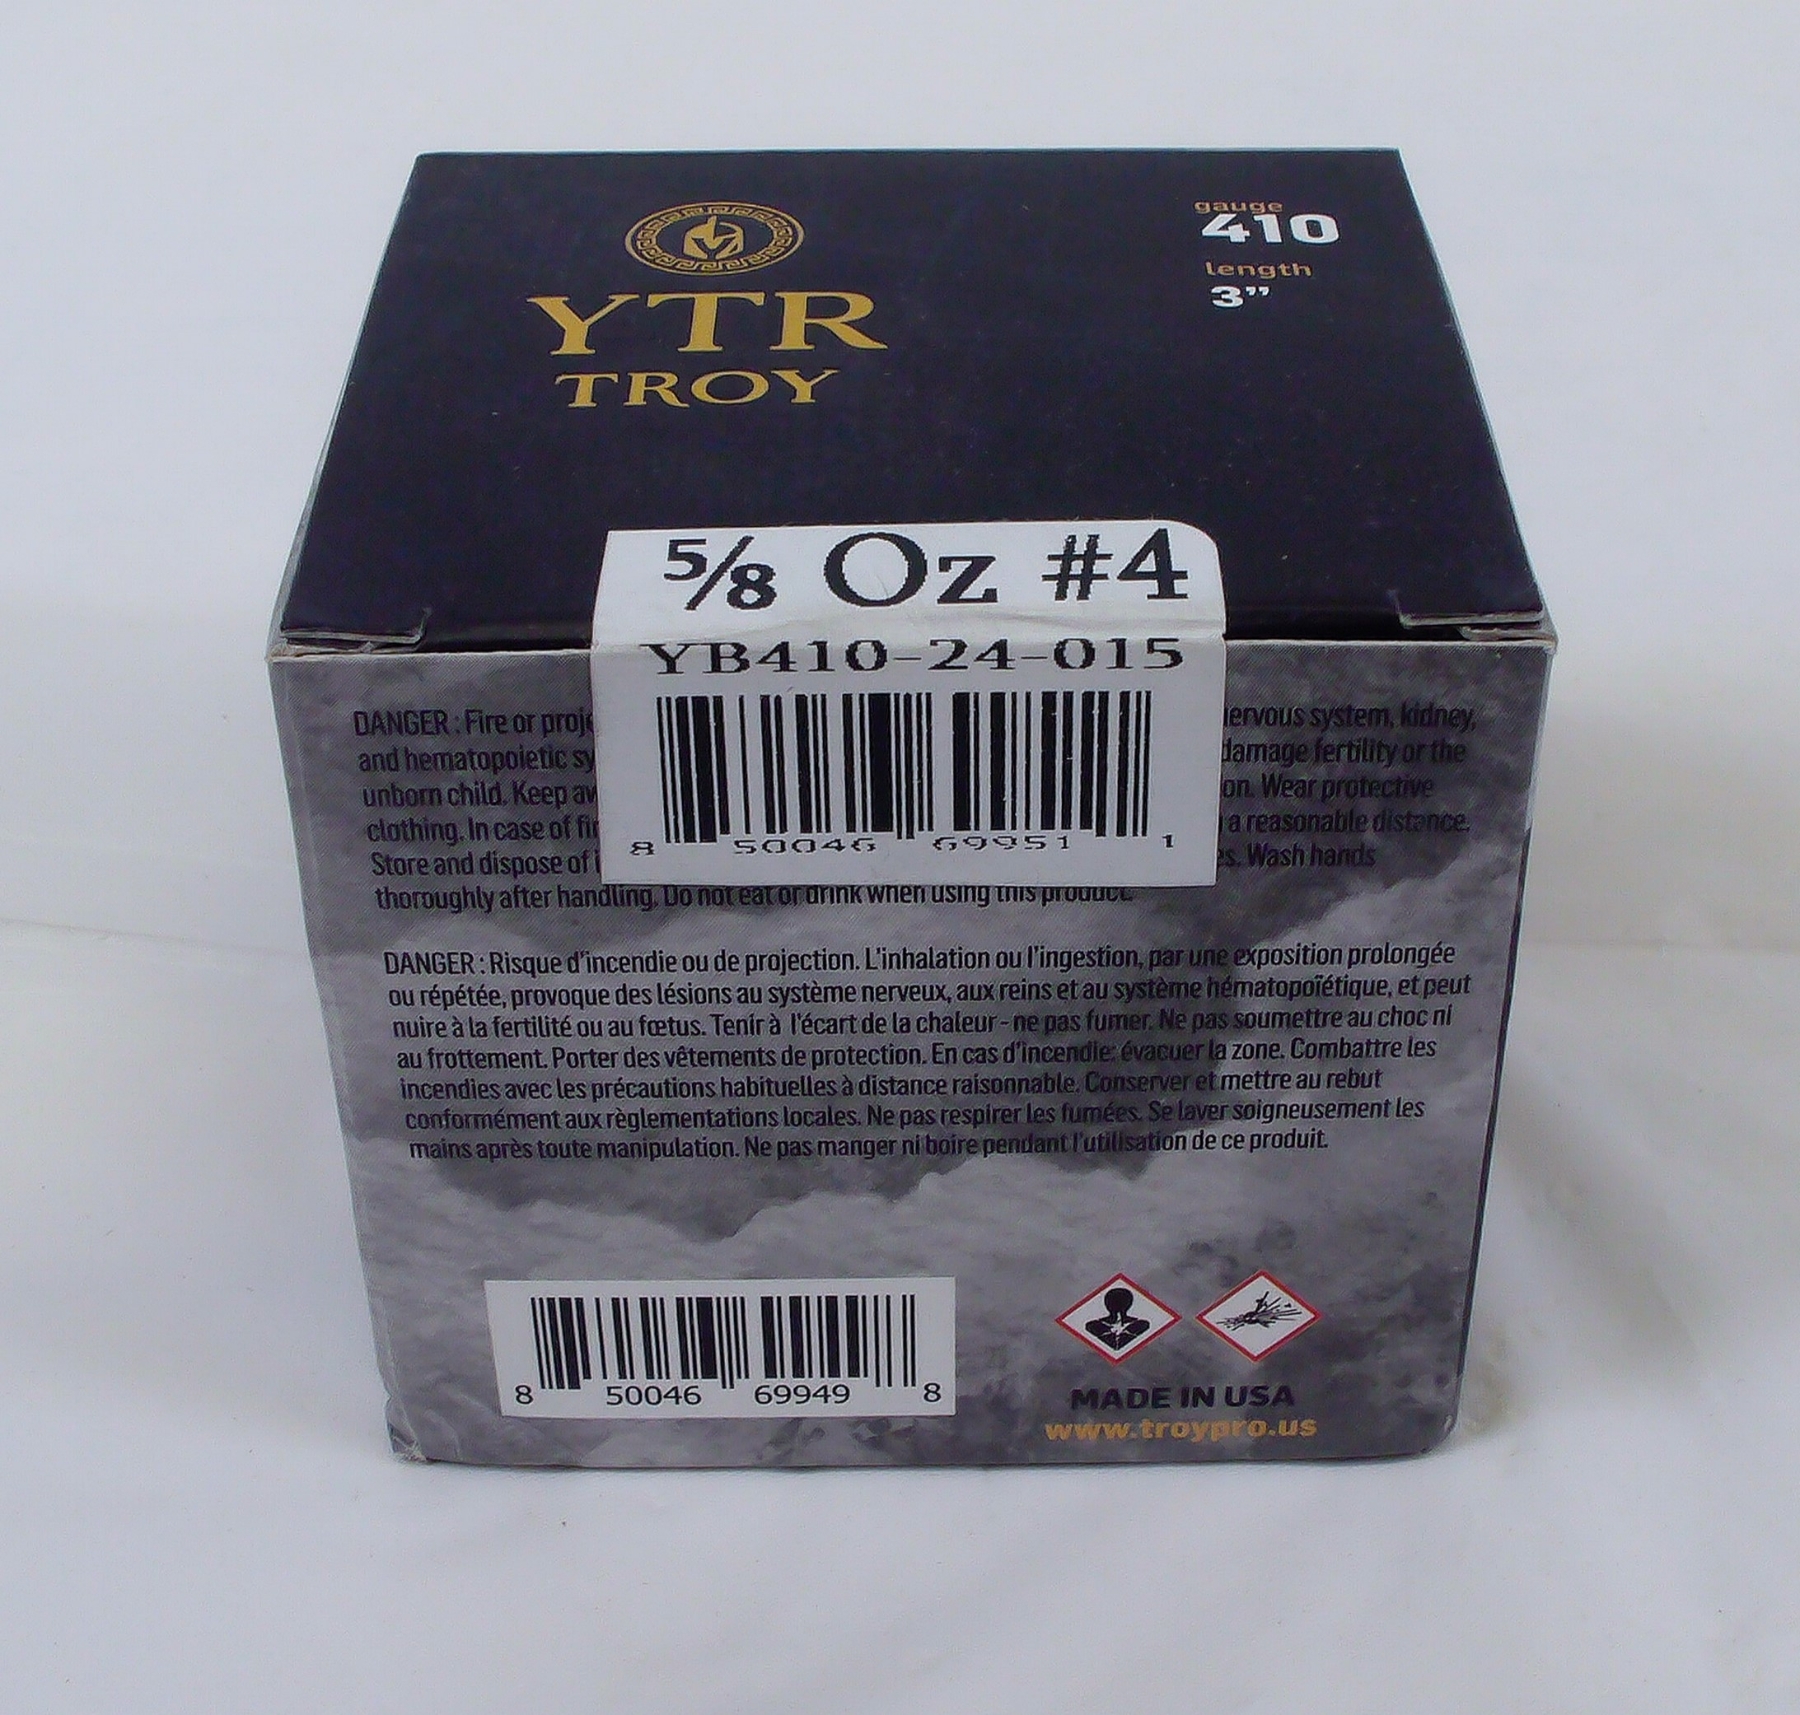 gauge
410
length
3”
YTR
TROY
5/8 Oz #4
YB410-24-015
8 50046 69951 1
DANGER : Fire or ervous system, kidney,
and hematopoietic damage fertility or the
unborn child. Keep on. Wear protective
clothing. In case of a reasonable distance.
Store and dispose of Wash hands
thoroughly after handling. Do not eat or drink when using this product.
DANGER : Risque d'incendie ou de projection. L'inhalation ou l'ingestion, par une exposition prolongée
ou répétée, provoque des lésions au système nerveux, aux reins et au système hématopoïétique, et peut
nuire à la fertilité ou au fœtus. Tenir à l'écart de la chaleur - ne pas fumer. Ne pas soumettre au choc ni
au frottement. Porter des vêtements de protection. En cas d'incendie: évacuer la zone. Combattre les
incendies avec les précautions habituelles à distance raisonnable. Conserver et mettre au rebut
conformément aux règlementations locales. Ne pas respirer les fumées. Se laver soigneusement les
mains après toute manipulation. Ne pas manger ni boire pendant l'utilisation de ce produit.
8 50046 69949 8
MADE IN USA
www.troypro.us